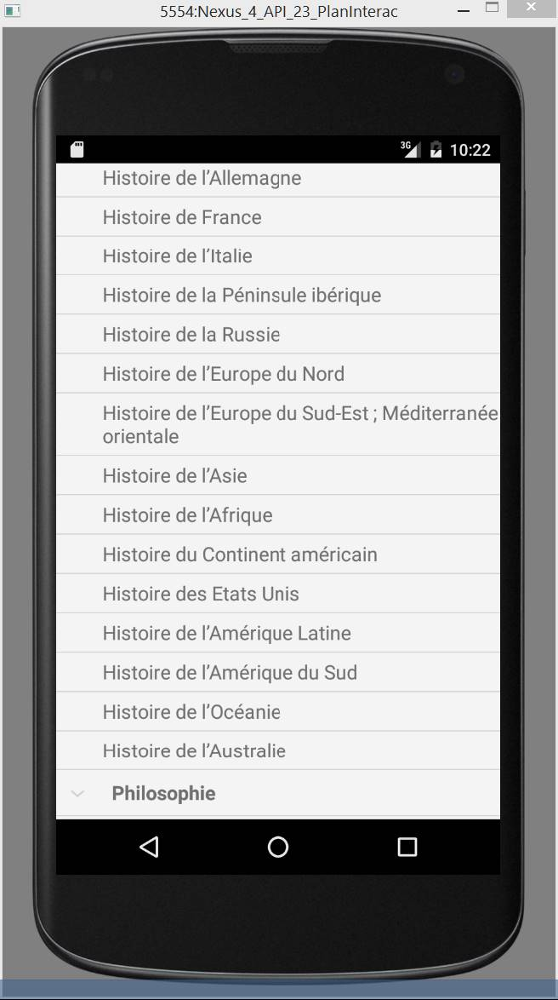 5554:Nexus_4_API_23_PlanInterac
3G 10:22
Histoire de l’Allemagne
Histoire de France
Histoire de l’Italie
Histoire de la Péninsule ibérique
Histoire de la Russie
Histoire de l’Europe du Nord
Histoire de l’Europe du Sud-Est ; Méditerranée
orientale
Histoire de l’Asie
Histoire de l’Afrique
Histoire du Continent américain
Histoire des Etats Unis
Histoire de l’Amérique Latine
Histoire de l’Amérique du Sud
Histoire de l’Océanie
Histoire de l’Australie
Philosophie